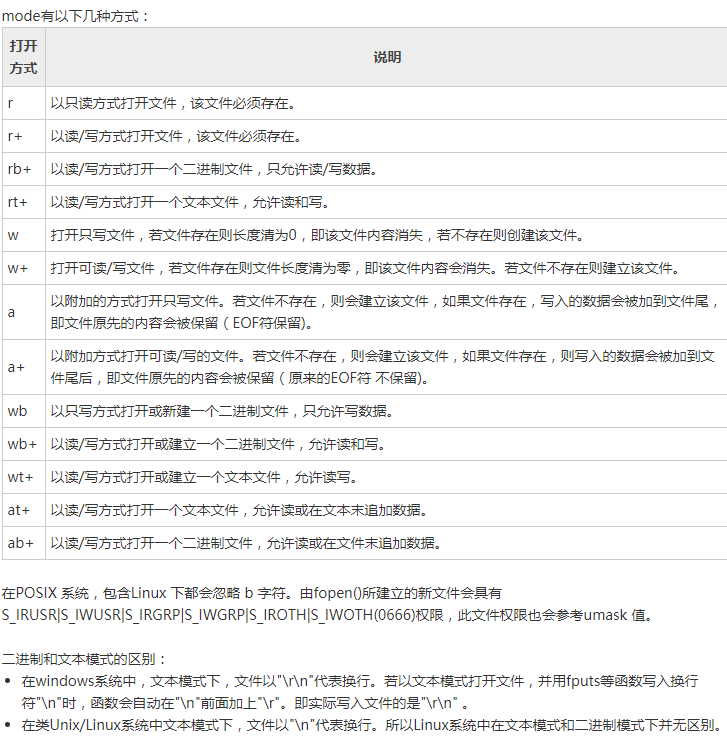 mode有以下几种方式：
打开
方式
说明
r
以只读方式打开文件，该文件必须存在。
r+
以读/写方式打开文件，该文件必须存在。
rb+
以读/写方式打开一个二进制文件，只允许读/写数据。
rt+
以读/写方式打开一个文本文件，允许读和写。
w
打开只写文件，若文件存在则长度清为0，即该文件内容消失，若不存在则创建该文件。
w+
打开可读/写文件，若文件存在则文件长度清为零，即该文件内容会消失。若文件不存在则建立该文件。
a
以附加的方式打开只写文件。若文件不存在，则会建立该文件，如果文件存在，写入的数据会被加到文件尾，
即文件原先的内容会被保留（EOF符保留)。
a+
以附加方式打开可读/写的文件。若文件不存在，则会建立该文件，如果文件存在，则写入的数据会被加到文
件尾后，即文件原先的内容会被保留（原来的EOF符 不保留)。
wb
以只写方式打开或新建一个二进制文件，只允许写数据。
wb+
以读/写方式打开或建立一个二进制文件，允许读和写。
wt+
以读/写方式打开或建立一个文本文件，允许读写。
at+
以读/写方式打开一个文本文件，允许读或在文本末追加数据。
ab+
以读/写方式打开一个二进制文件，允许读或在文件末追加数据。
在POSIX 系统，包含Linux 下都会忽略 b 字符。由fopen()所建立的新文件会具有
S_IRUSR|S_IWUSR|S_IRGRP|S_IWGRP|S_IROTH|S_IWOTH(0666)权限，此文件权限也会参考umask 值。
二进制和文本模式的区别：
• 在windows系统中，文本模式下，文件以"\r\n"代表换行。若以文本模式打开文件，并用fputs等函数写入换行
符"\n"时，函数会自动在"\n"前面加上"\r"。即实际写入文件的是"\r\n" 。
• 在类Unix/Linux系统中文本模式下，文件以"\n"代表换行。所以Linux系统中在文本模式和二进制模式下并无区别。